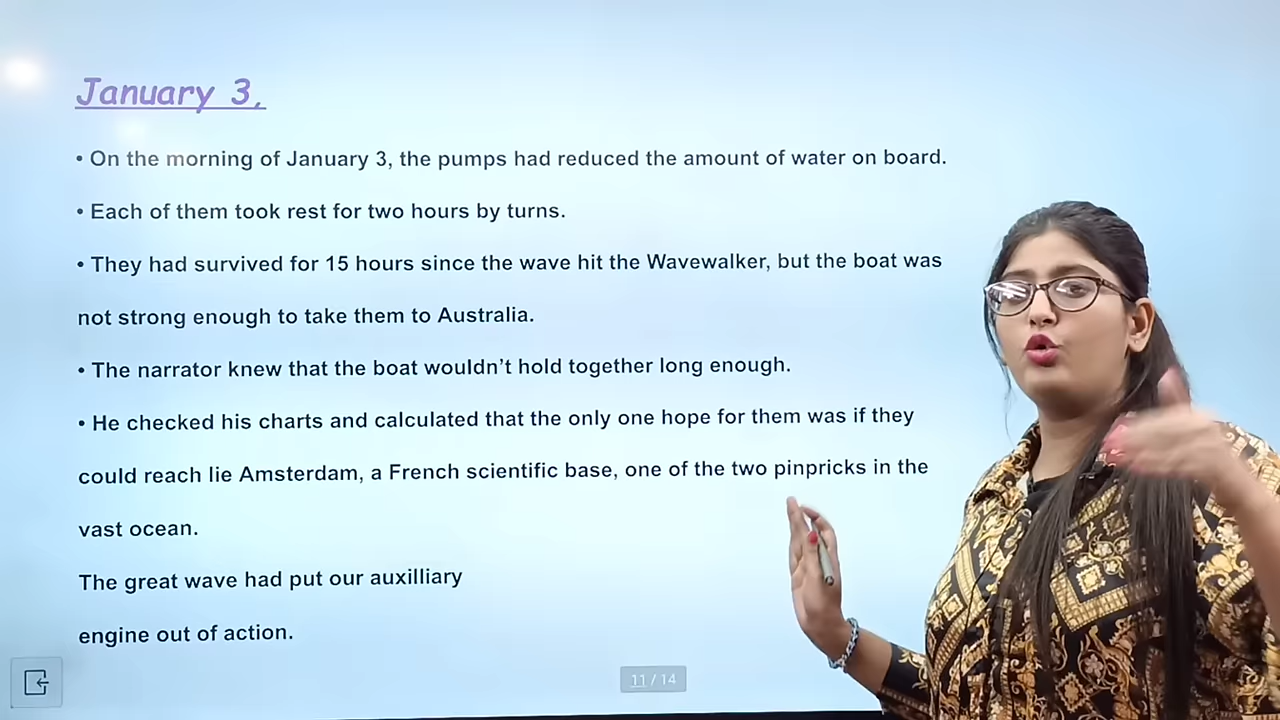 January 3,
• On the morning of January 3, the pumps had reduced the amount of water on board.
• Each of them took rest for two hours by turns.
• They had survived for 15 hours since the wave hit the Wavewalker, but the boat was
not strong enough to take them to Australia.
• The narrator knew that the boat wouldn’t hold together long enough.
• He checked his charts and calculated that the only one hope for them was if they
could reach lie Amsterdam, a French scientific base, one of the two pinpricks in the
vast ocean.
The great wave had put our auxilliary
engine out of action.
11 / 14